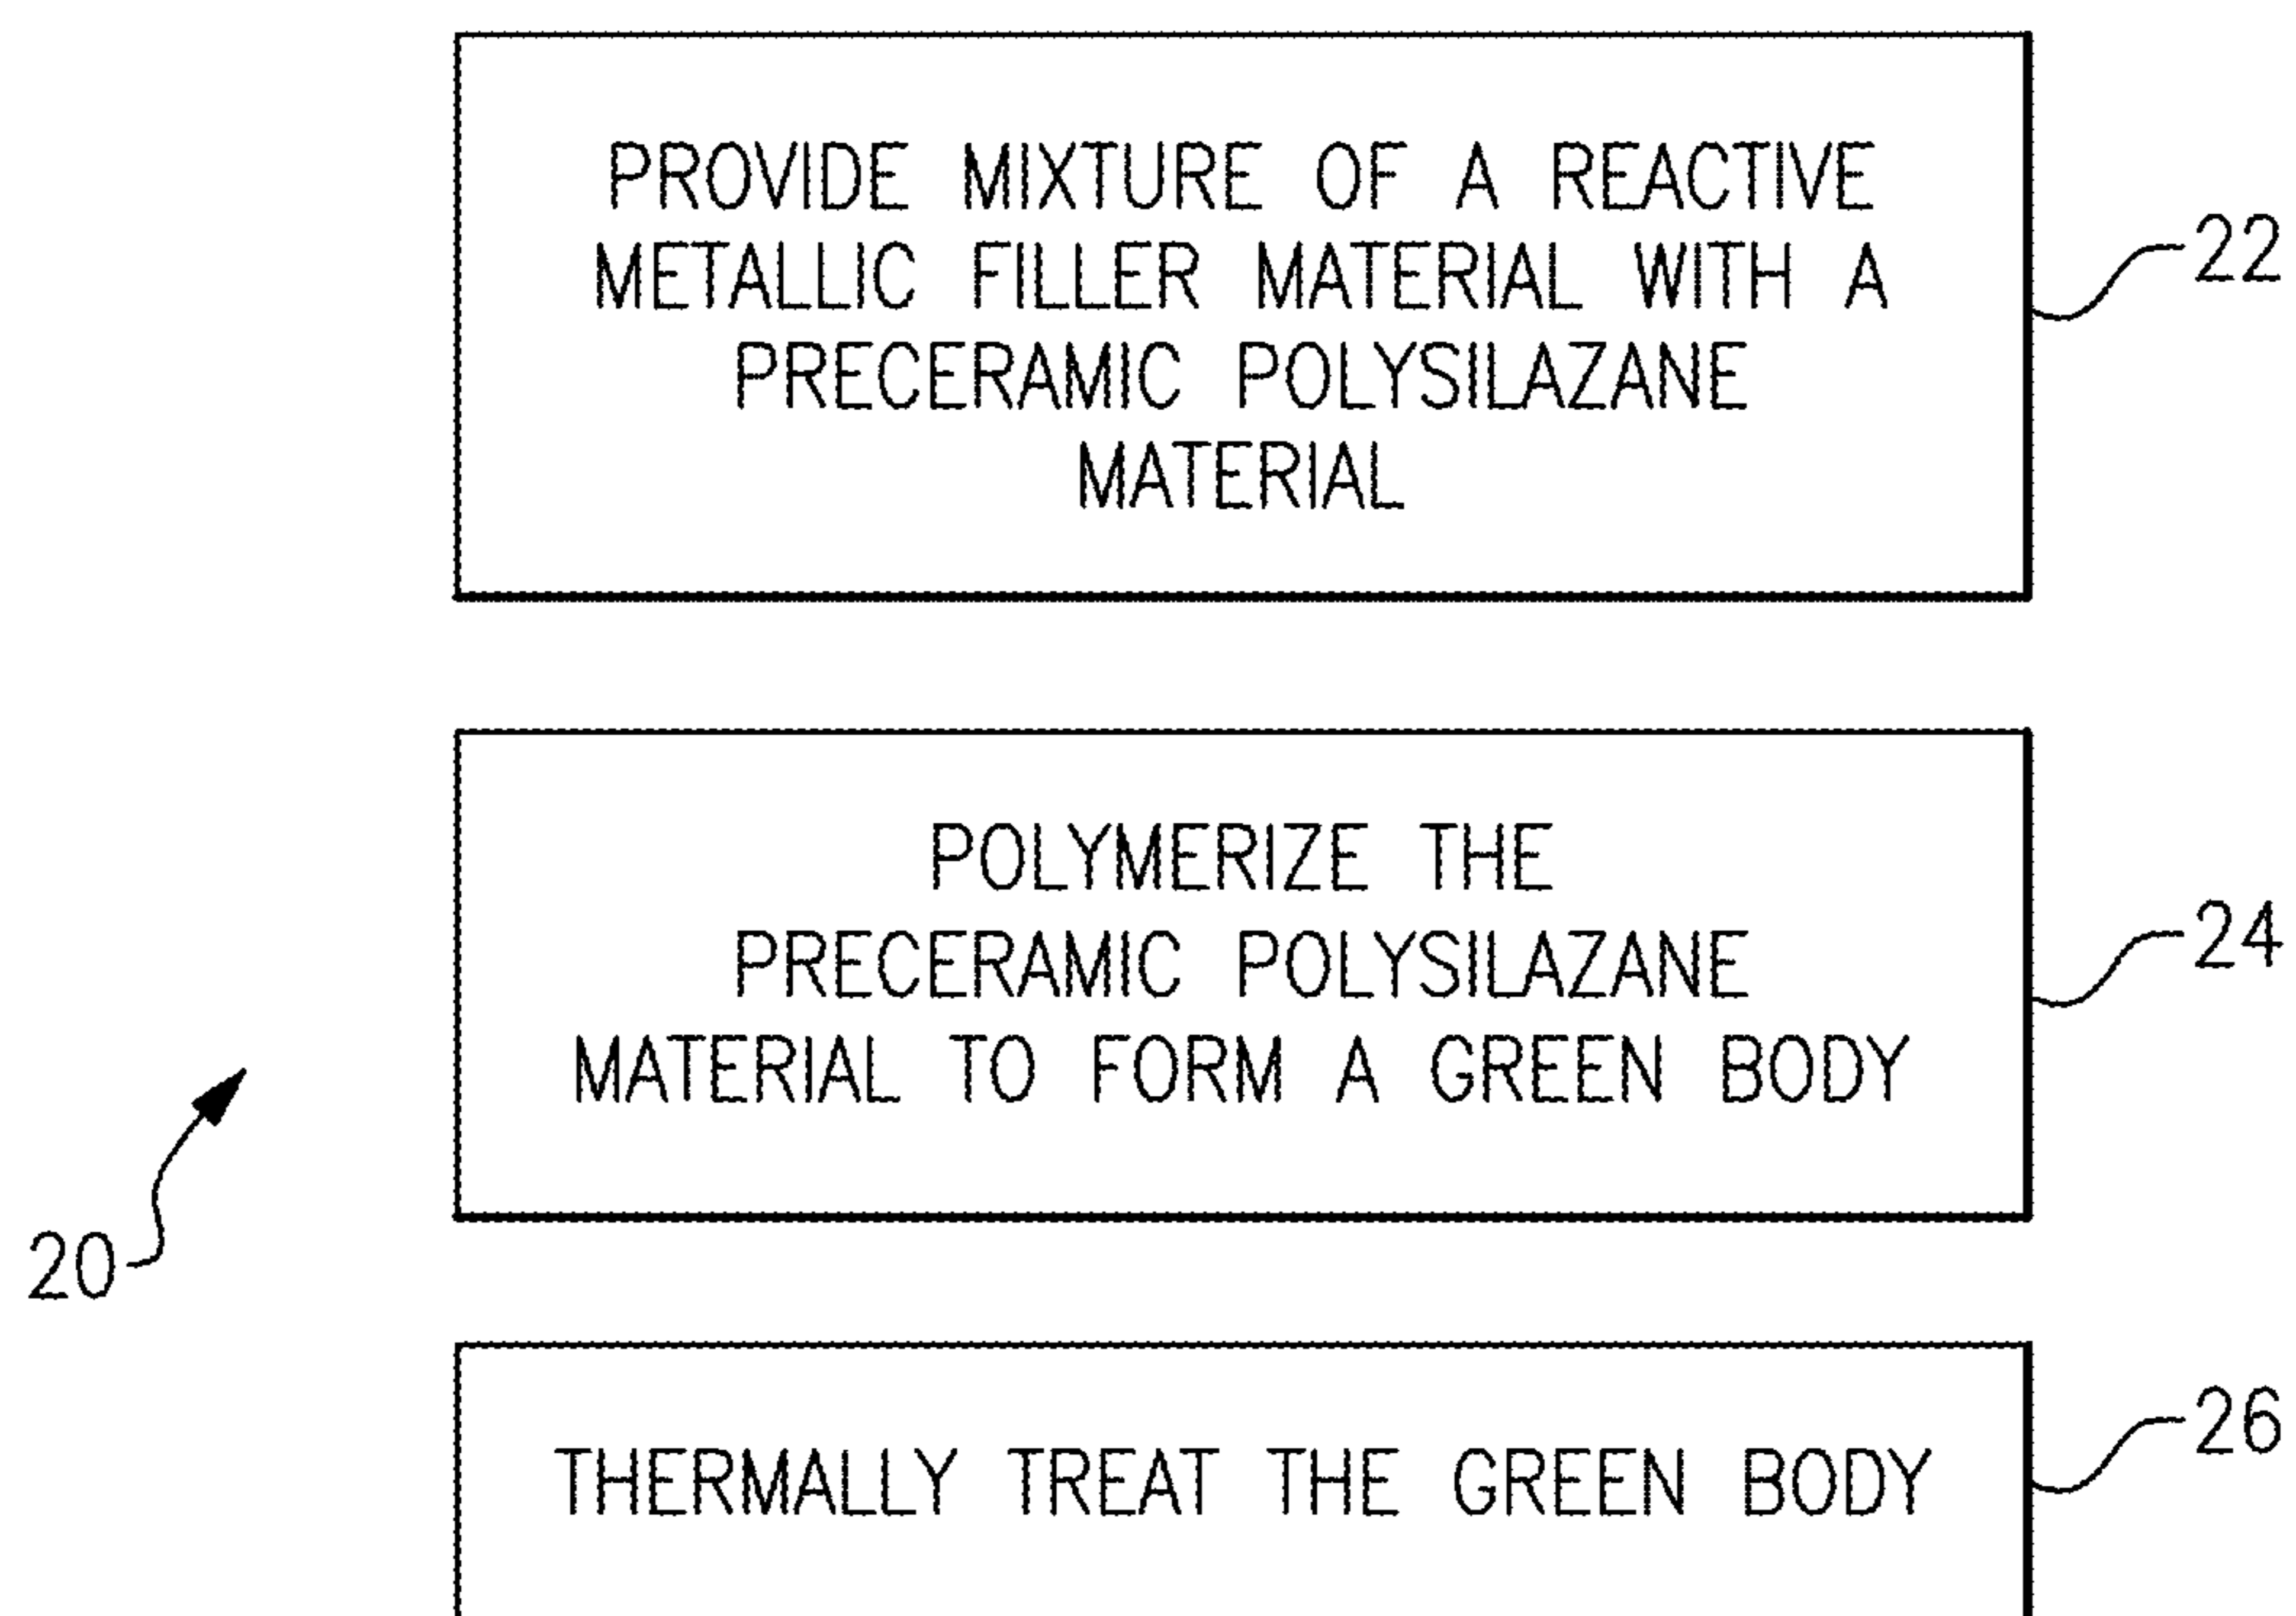 PROVIDE MIXTURE OF A REACTIVE
METALLIC FILLER MATERIAL WITH A
PRECERAMIC POLYSILAZANE
MATERIAL
22
POLYMERIZE THE
PRECERAMIC POLYSILAZANE
MATERIAL TO FORM A GREEN BODY
24
20
THERMALLY TREAT THE GREEN BODY
26